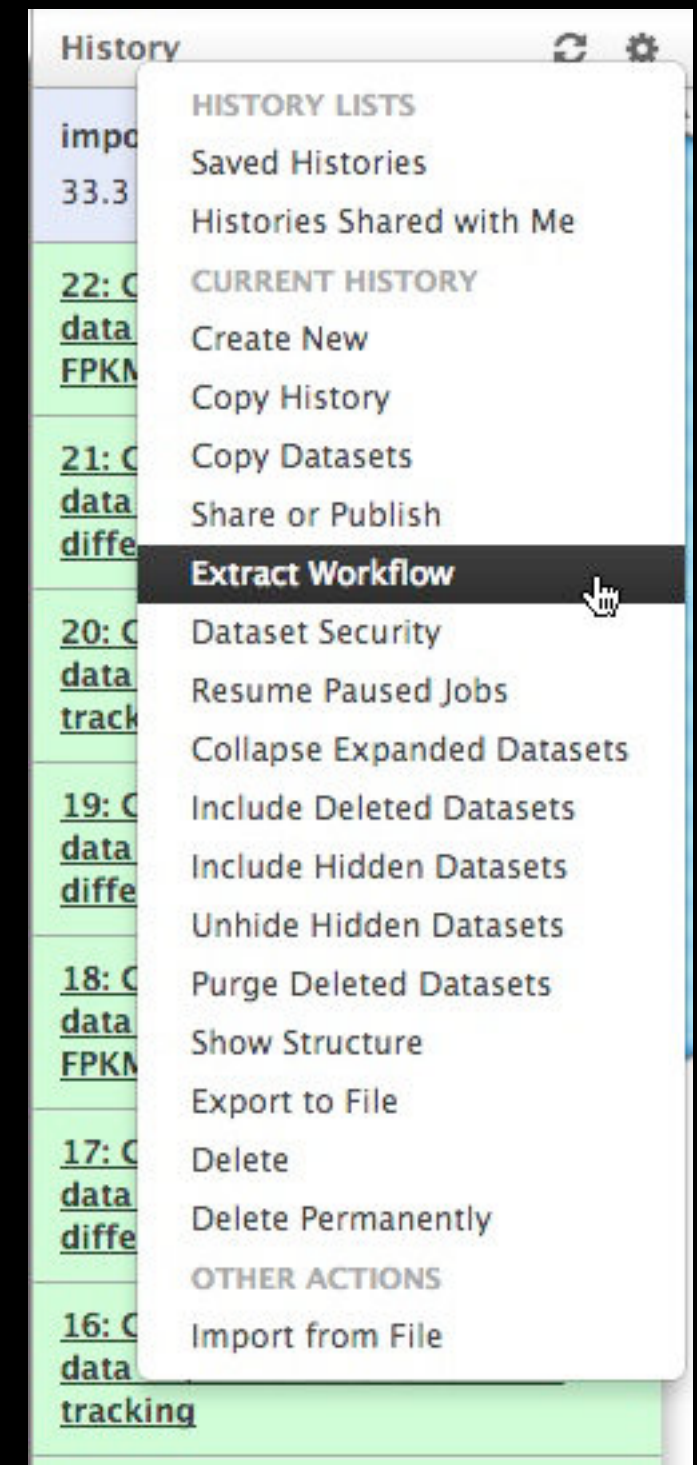 History
HISTORY LISTS
Saved Histories
Histories Shared with Me
CURRENT HISTORY
Create New
Copy History
Copy Datasets
Share or Publish
Extract Workflow
Dataset Security
Resume Paused Jobs
Collapse Expanded Datasets
Include Deleted Datasets
Include Hidden Datasets
Unhide Hidden Datasets
Purge Deleted Datasets
Show Structure
Export to File
Delete
Delete Permanently
OTHER ACTIONS
Import from File
impo
33.3
22: C
data
FPKM
21: C
data
diffe
20: C
data
track
19: C
data
diffe
18: C
data
FPKM
17: C
data
diffe
16: C
data
tracking